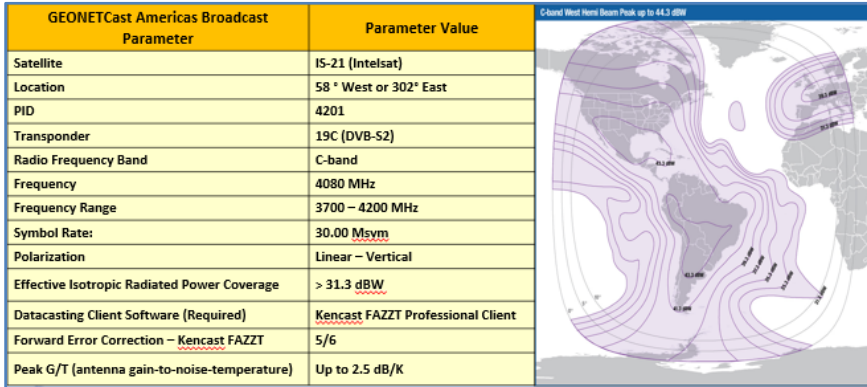 GEONETCast Americas Broadcast
Parameter
Parameter Value
Satellite IS-21 (Intelsat)
Location 58 ° West or 302° East
PID 4201
Transponder 19C (DVB-S2)
Radio Frequency Band C-band
Frequency 4080 MHz
Frequency Range 3700 – 4200 MHz
Symbol Rate: 30.00 Msym
Polarization Linear – Vertical
Effective Isotropic Radiated Power Coverage > 31.3 dBW
Datacasting Client Software (Required) Kencast FAZZT Professional Client
Forward Error Correction – Kencast FAZZT 5/6
Peak G/T (antenna gain-to-noise-temperature) Up to 2.5 dB/K
C-band West Hemi Beam Peak up to 44.3 dBW